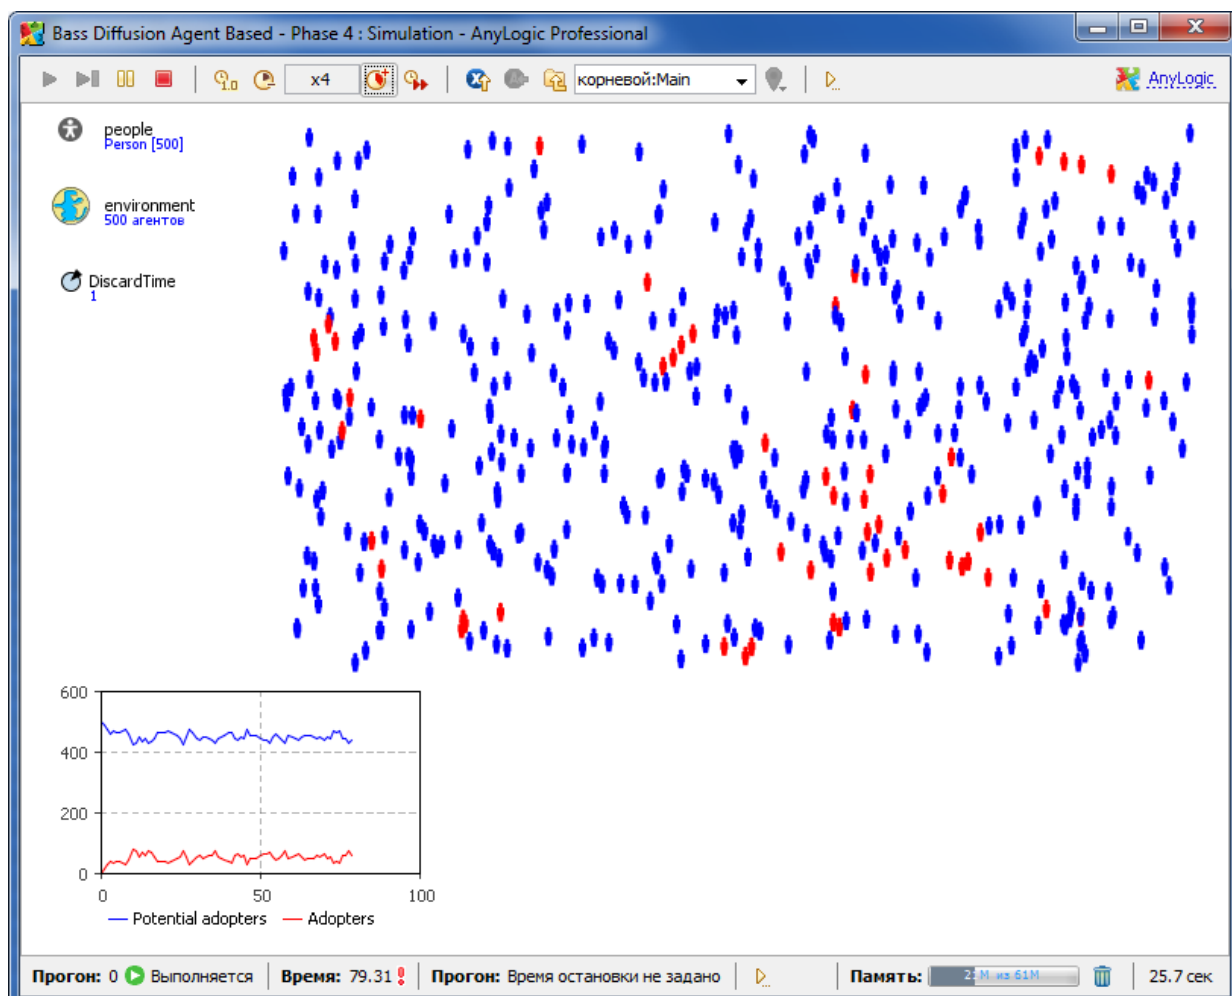 Bass Diffusion Agent Based - Phase 4 : Simulation - AnyLogic Professional
x4 корневой:Main AnyLogic
people
Person [500]
environment
500 агентов
DiscardTime
1
600
400
200
0
0 50 100
Potential adopters Adopters
Прогон: 0 Выполняется Время: 79.31 Прогон: Время остановки не задано Память: 21M из 61M 25.7 сек